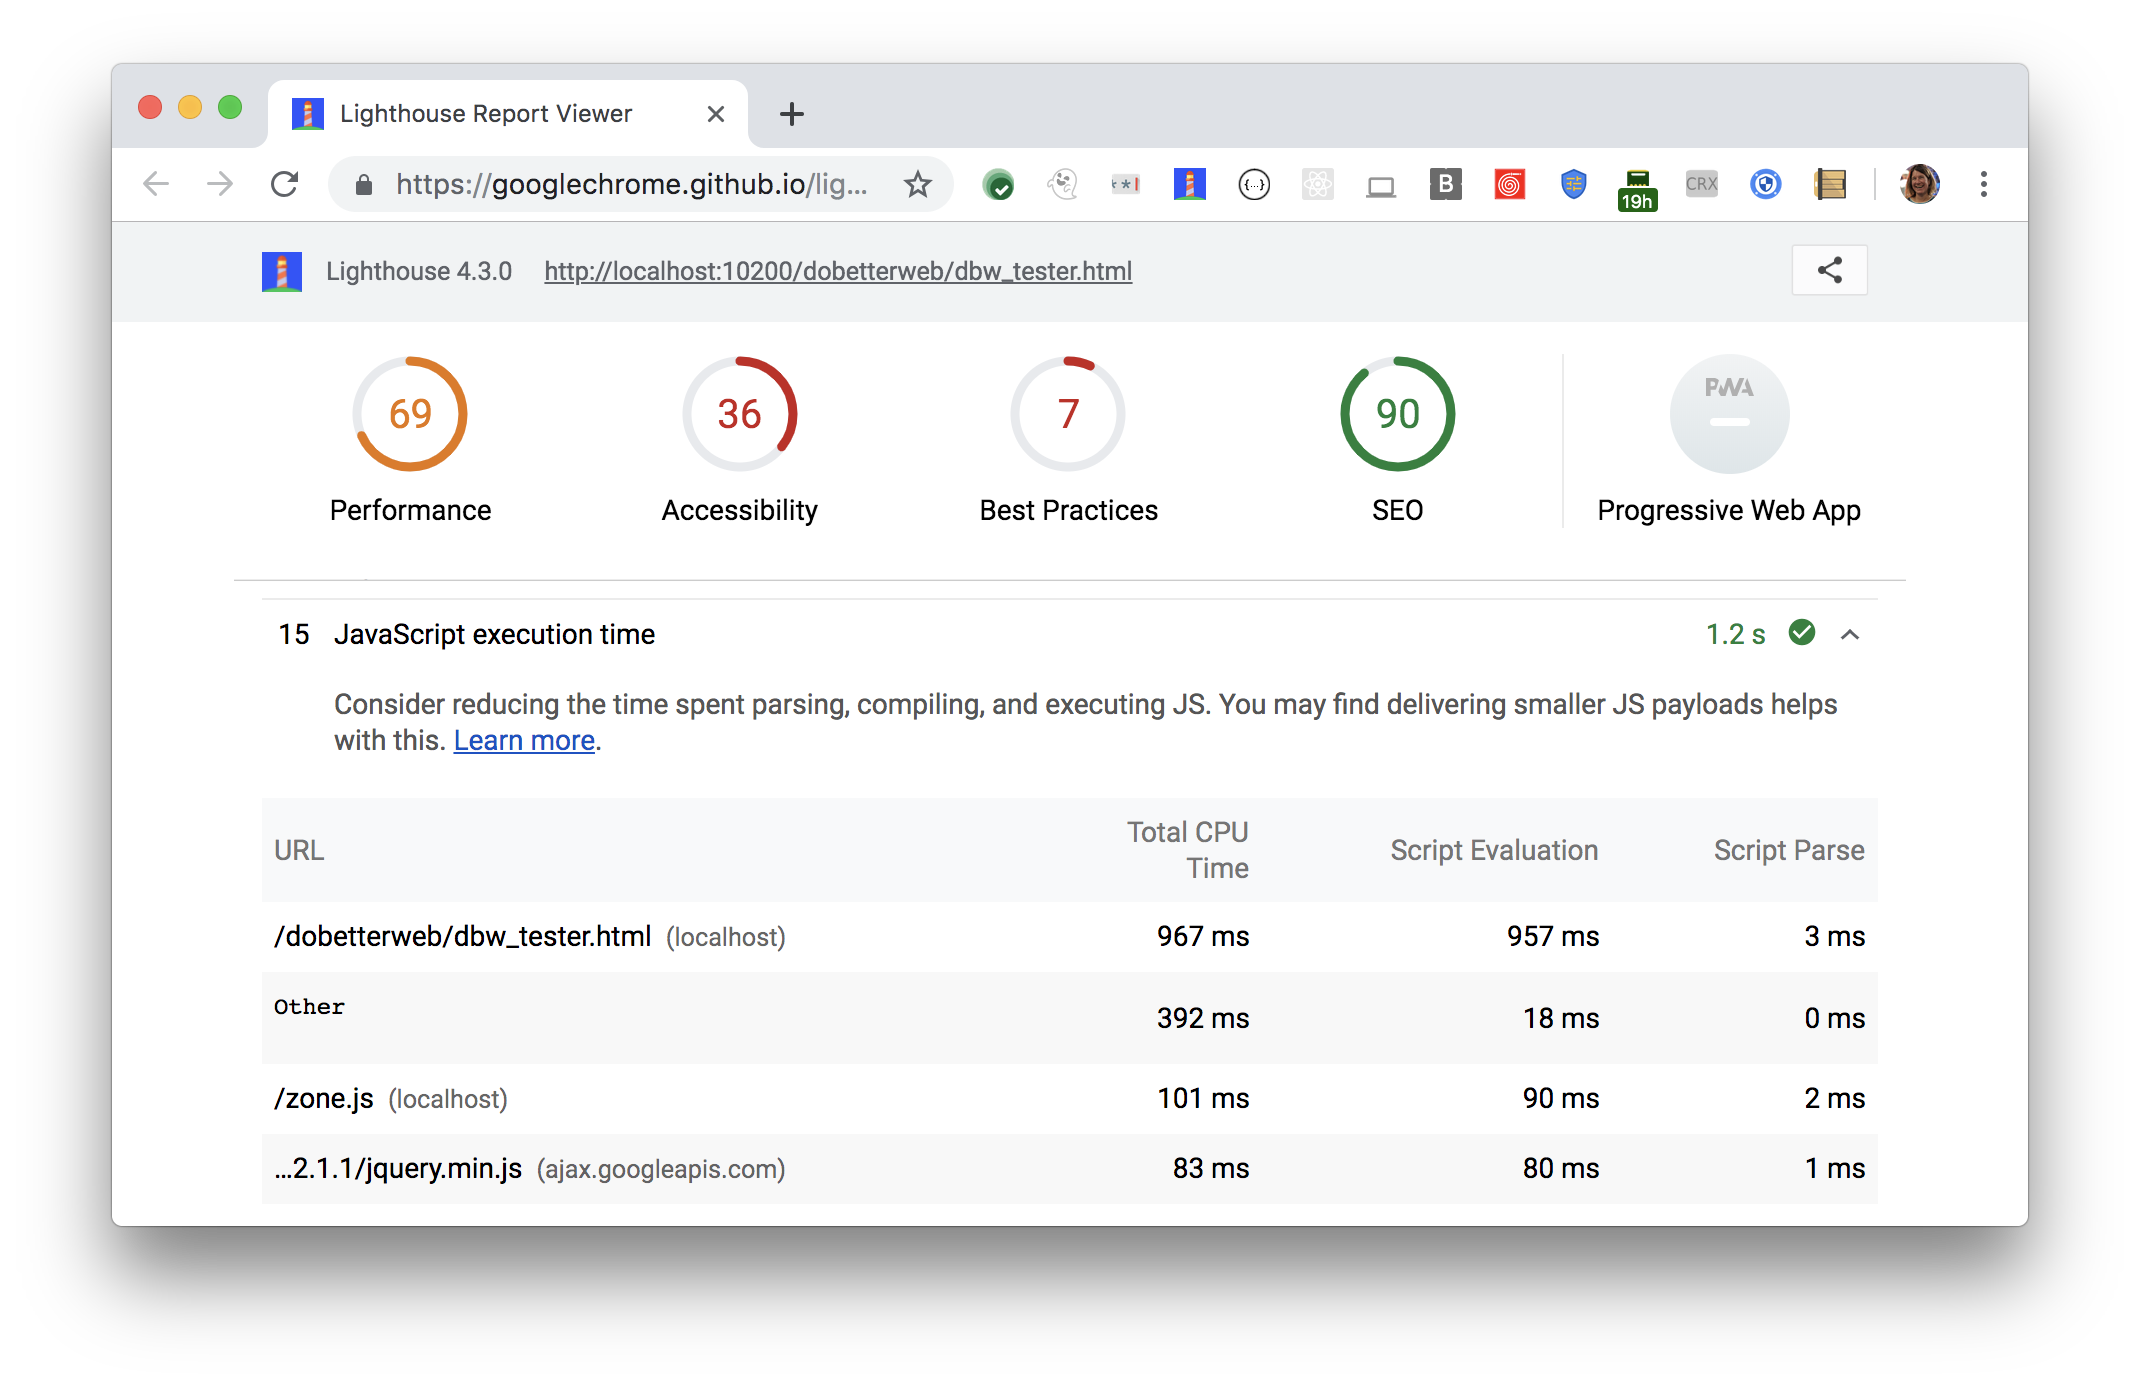 Lighthouse Report Viewer
https://googlechrome.github.io/lig...
**!
{...}
B
19h
CRX
Lighthouse 4.3.0 http://localhost:10200/dobetterweb/dbw_tester.html
69 36 7 90 PWA
Performance Accessibility Best Practices SEO Progressive Web App
15 JavaScript execution time 1.2 s
Consider reducing the time spent parsing, compiling, and executing JS. You may find delivering smaller JS payloads helps
with this. Learn more.
URL Total CPU Time Script Evaluation Script Parse
/dobetterweb/dbw_tester.html (localhost) 967 ms 957 ms 3 ms
Other 392 ms 18 ms 0 ms
/zone.js (localhost) 101 ms 90 ms 2 ms
...2.1.1/jquery.min.js (ajax.googleapis.com) 83 ms 80 ms 1 ms